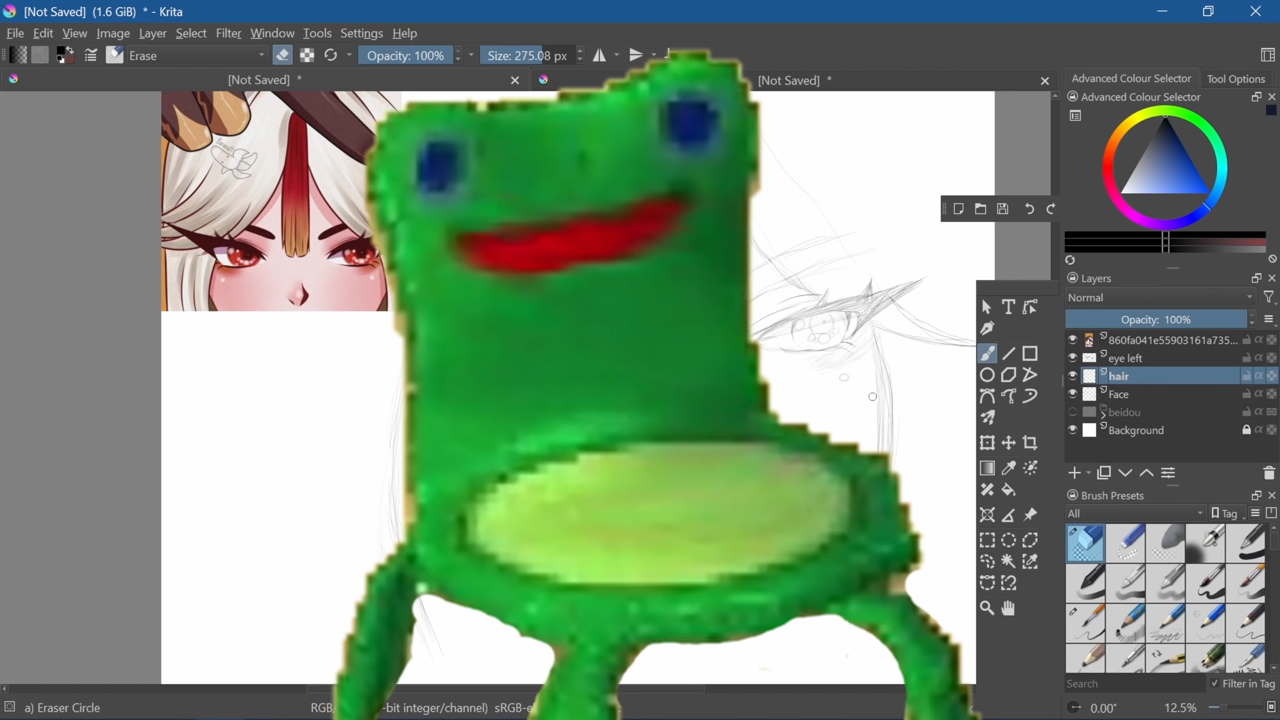 [Not Saved]  (1.6 GiB)  * - Krita
File Edit View Image Layer Select Filter Window Tools Settings Help
Erase
Opacity: 100%
Size: 275.08 px
[Not Saved] *
[Not Saved] *
Advanced Colour Selector
Tool Options
Advanced Colour Selector
Layers
Normal
Opacity: 100%
860fa041e55903161a735...
eye left
hair
Face
beidou
Background
Brush Presets
All
Tag
Search
Filter in Tag
a) Eraser Circle
RGB
-bit integer/channel) sRGB-e
0.00°
12.5%